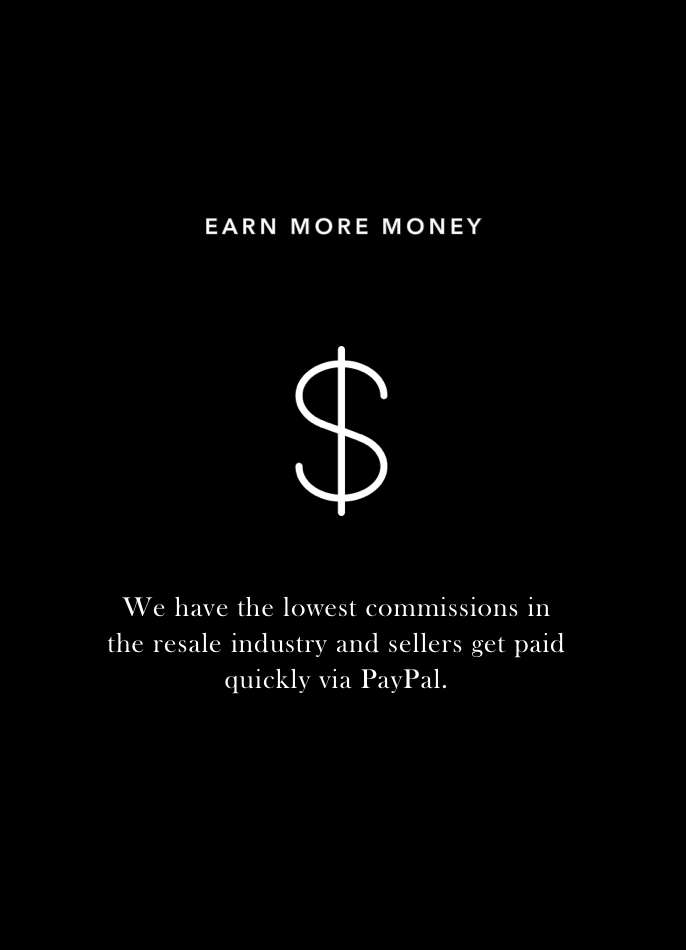 EARN MORE MONEY
$
We have the lowest commissions in
the resale industry and sellers get paid
quickly via PayPal.